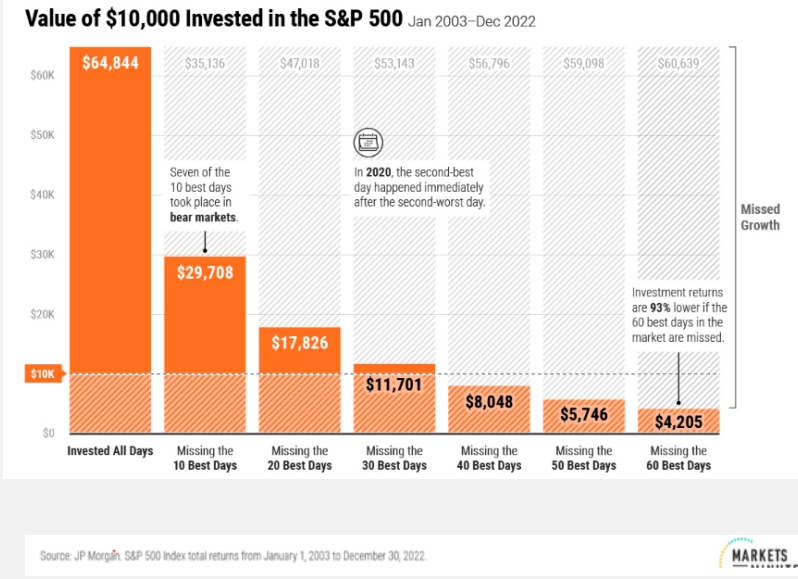 Value of $10,000 Invested in the S&P 500 Jan 2003–Dec 2022
$60K
$50K
$40K
$30K
$20K
$10K
$0
$64,844
$35,136
$47,018
$53,143
$56,796
$59,098
$60,639
Seven of the
10 best days
took place in
bear markets.
In 2020, the second-best
day happened immediately
after the second-worst day.
Missed
Growth
Investment returns
are 93% lower if the
60 best days in the
market are missed.
$29,708
$17,826
$11,701
$8,048
$5,746
$4,205
Invested All Days
Missing the
10 Best Days
Missing the
20 Best Days
Missing the
30 Best Days
Missing the
40 Best Days
Missing the
50 Best Days
Missing the
60 Best Days
Source: JP Morgan. S&P 500 Index total returns from January 1, 2003 to December 30, 2022.
MARKETS